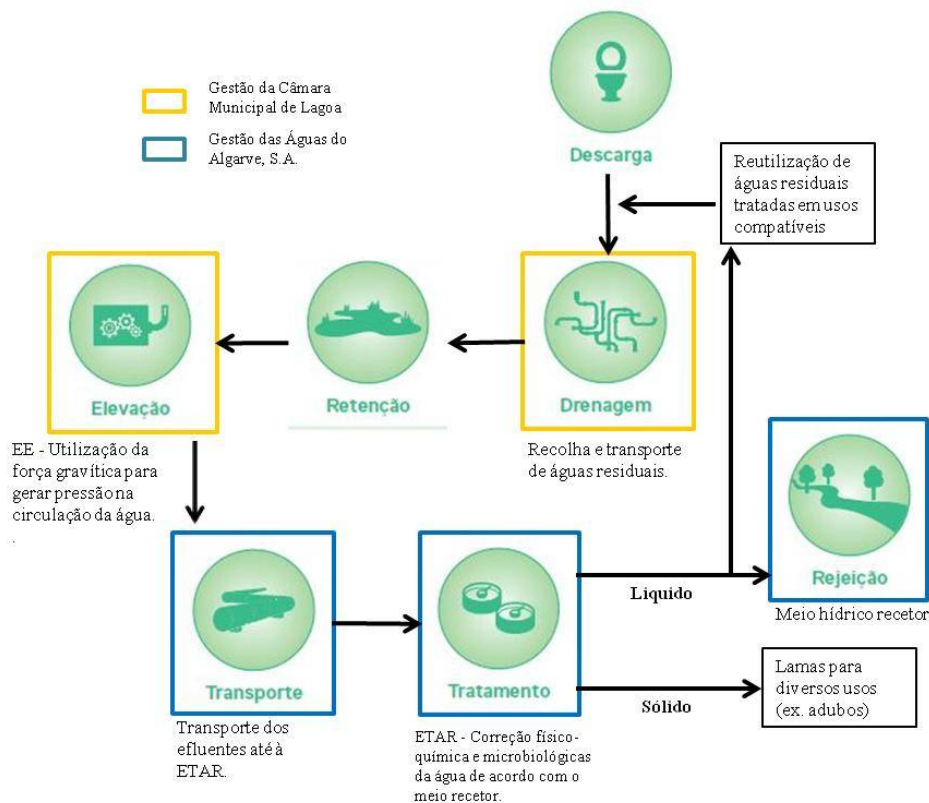 Gestão da Câmara
Municipal de Lagoa
Gestão das Águas do
Algarve, S.A.
Descarga
Reutilização de
águas residuais
tratadas em usos
compatíveis
Elevação
Retenção
Drenagem
EE - Utilização da
força gravítica para
gerar pressão na
circulação da água.
.
Recolha e transporte
de águas residuais.
Rejeição
Meio hídrico recetor
Transporte
Tratamento
Liquido
Sólido
Lamas para
diversos usos
(ex. adubos)
Transporte dos
efluentes até à
ETAR.
ETAR - Correção físico-
química e microbiológicas
da água de acordo com o
meio recetor.